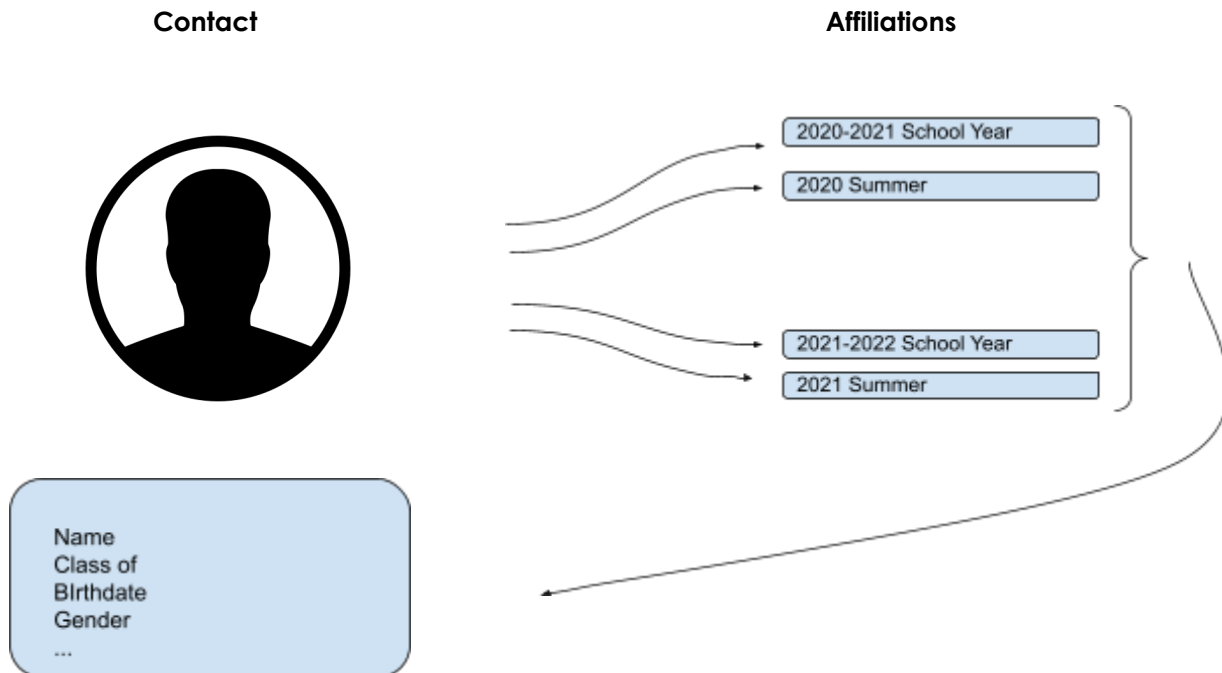 Contact
Affiliations
2020-2021 School Year
2020 Summer
2021-2022 School Year
2021 Summer
Name
Class of
BIrthdate
Gender
...